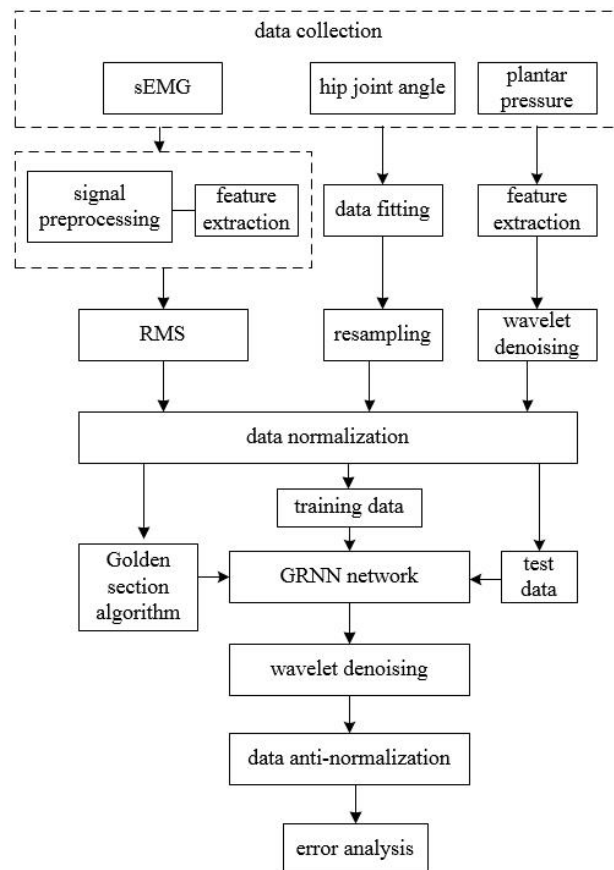 data collection
sEMG
hip joint angle
plantar
pressure
signal
preprocessing
feature
extraction
data fitting
feature
extraction
RMS
resampling
wavelet
denoising
data normalization
training data
Golden
section
algorithm
GRNN network
test
data
wavelet denoising
data anti-normalization
error analysis